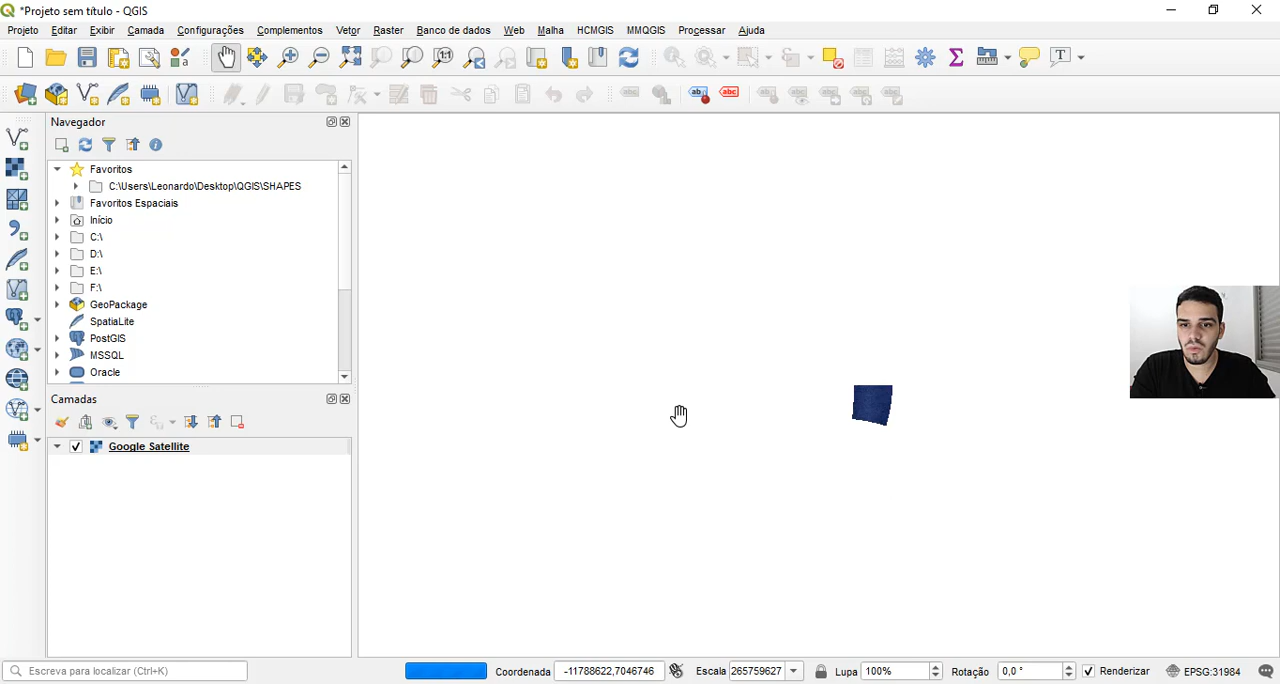 *Projeto sem título - QGIS
Projeto Editar Exibir Camada Configurações Complementos Vetor Raster Banco de dados Web Malha HCMGIS MMQGIS Processar Ajuda
Navegador
Favoritos
C:\Users\Leonardo\Desktop\QGIS\SHAPES
Favoritos Espaciais
Início
C:\
D:\
E:\
F:\
GeoPackage
SpatiaLite
PostGIS
MSSQL
Oracle
Camadas
Google Satellite
Escreva para localizar (Ctrl+K) Coordenada -11788622,7046746 Escala 265759627 Lupa 100% Rotação 0,0 ° Renderizar EPSG:31984